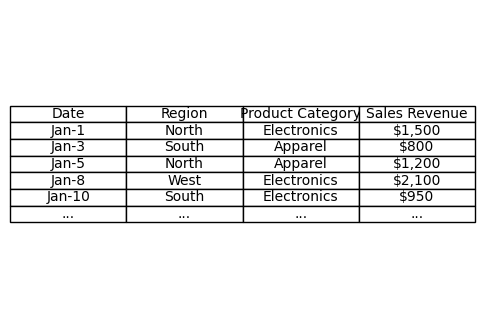 Date Region Product Category Sales Revenue
Jan-1 North Electronics $1,500
Jan-3 South Apparel $800
Jan-5 North Apparel $1,200
Jan-8 West Electronics $2,100
Jan-10 South Electronics $950
... ... ... ...